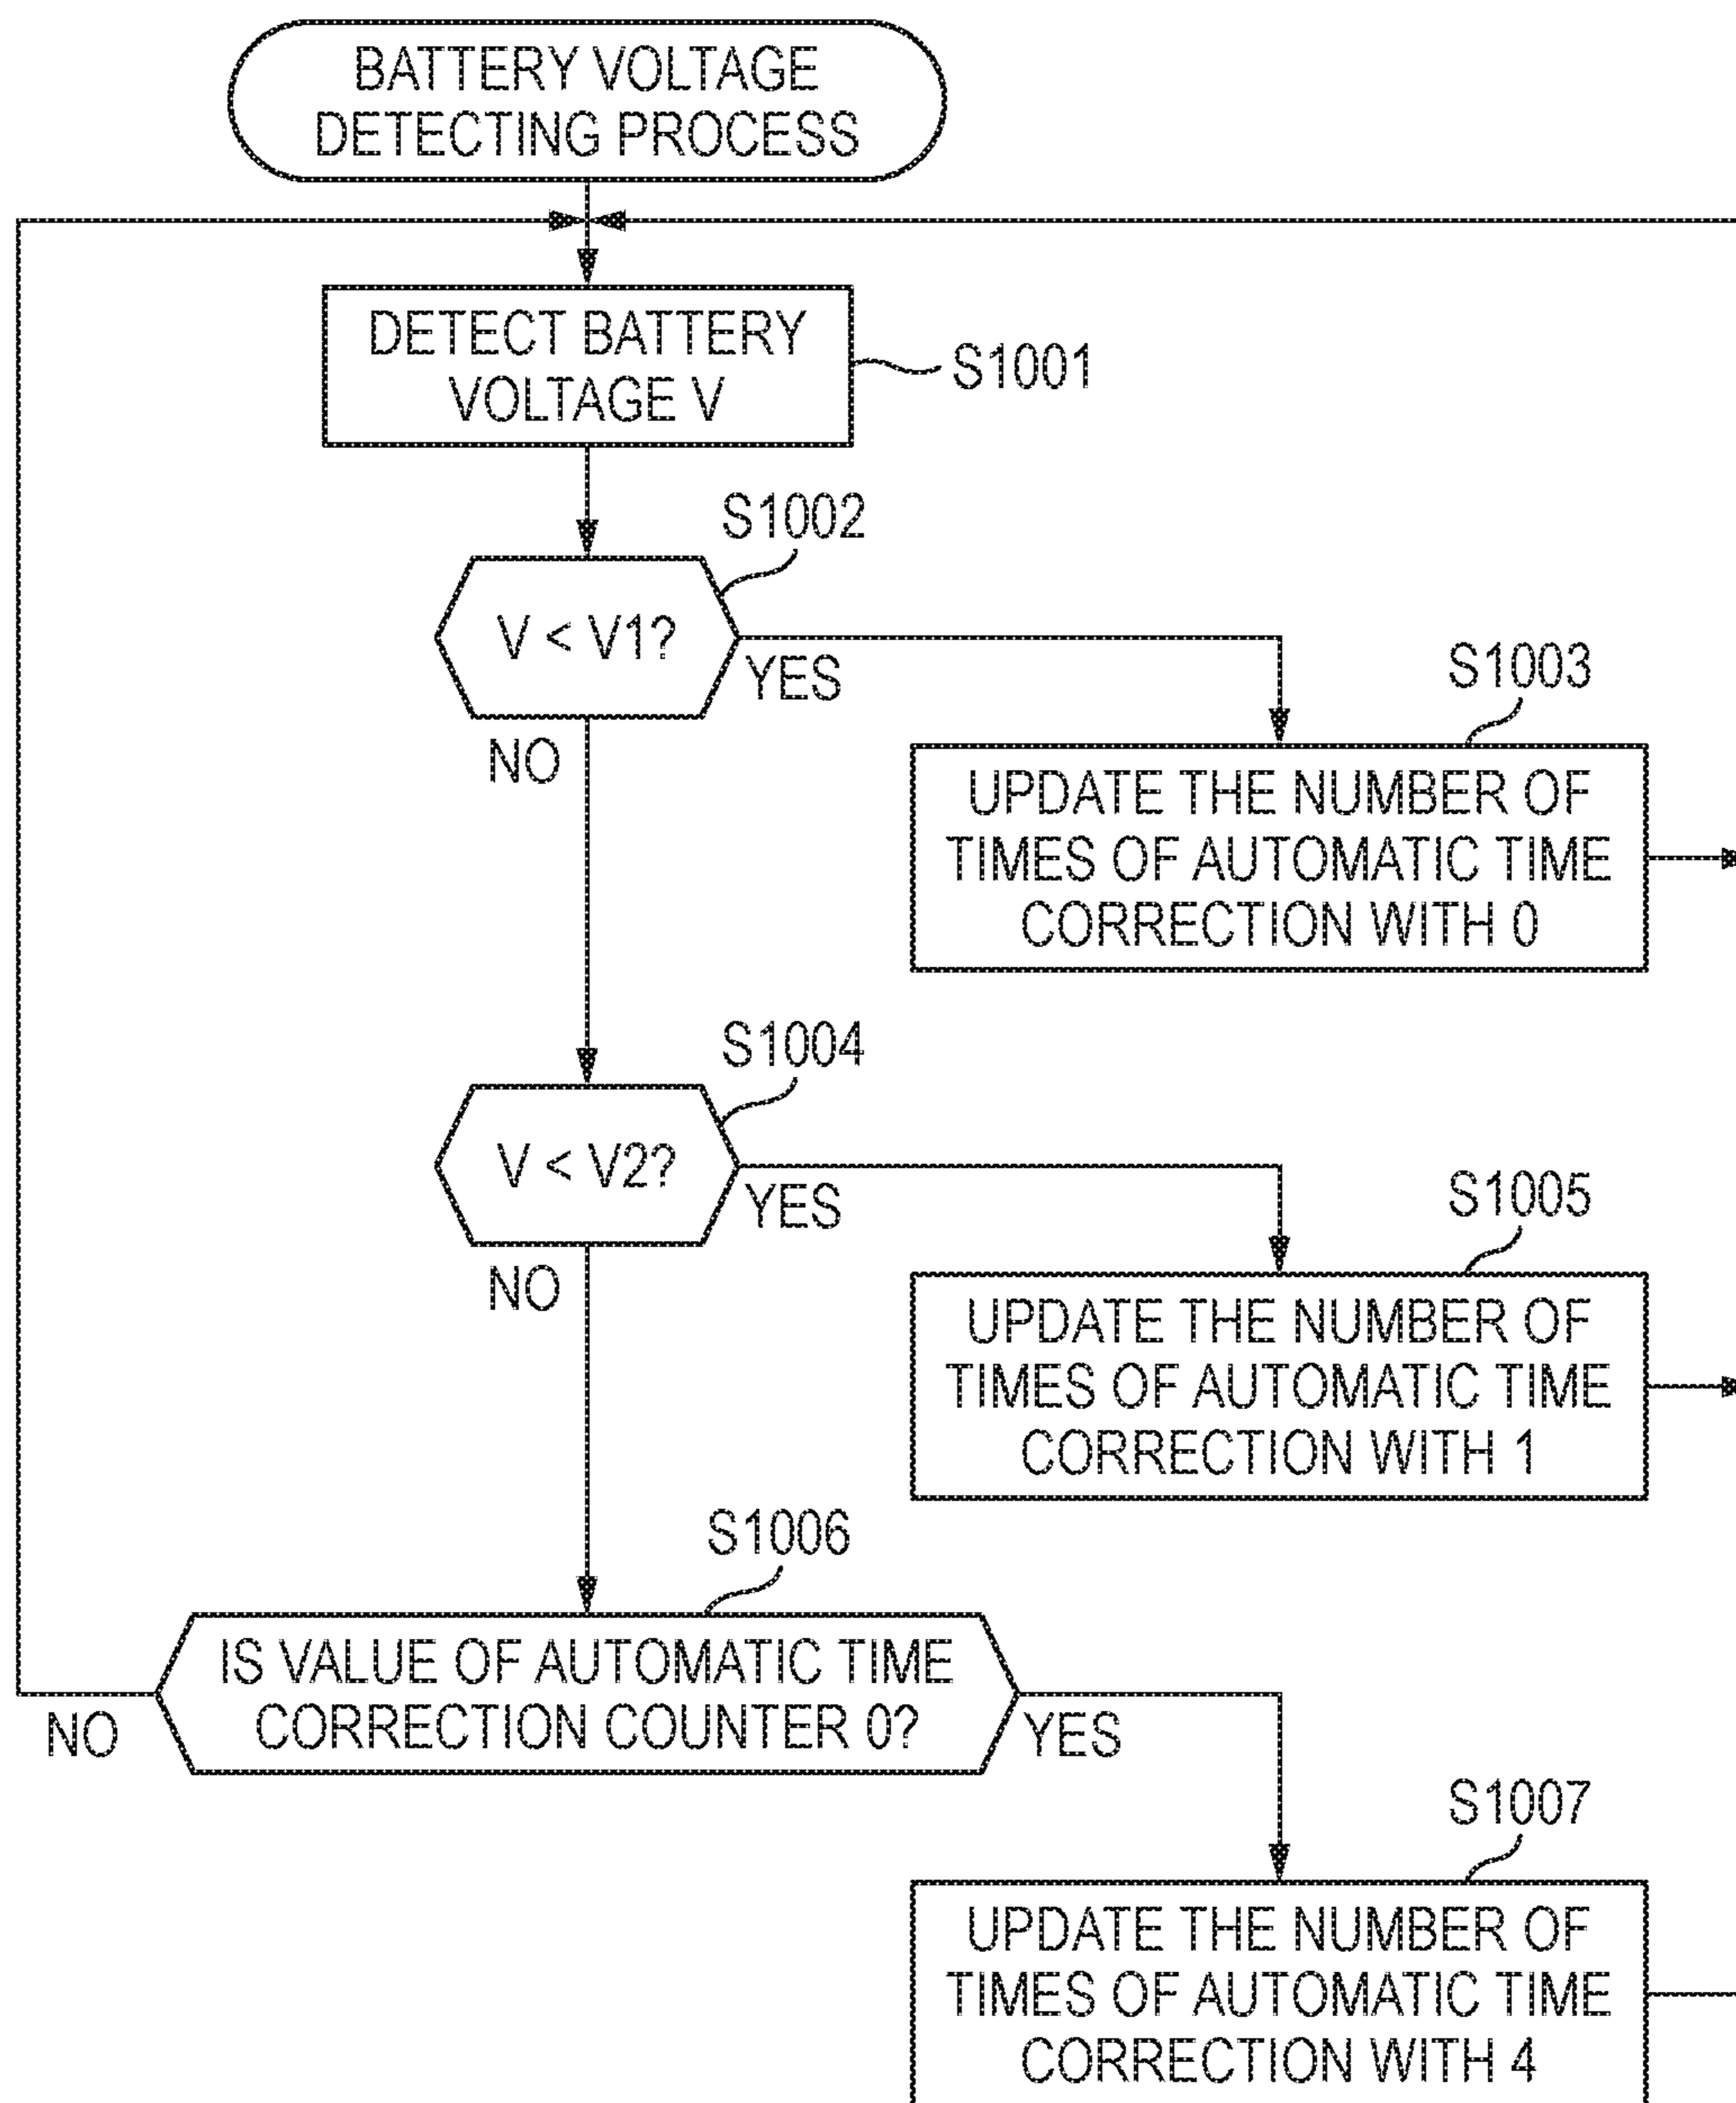 BATTERY VOLTAGE
DETECTING PROCESS
DETECT BATTERY
VOLTAGE V
S1001
S1002
V < V1?
YES
NO
S1003
UPDATE THE NUMBER OF
TIMES OF AUTOMATIC TIME
CORRECTION WITH 0
S1004
V < V2?
YES
NO
S1005
UPDATE THE NUMBER OF
TIMES OF AUTOMATIC TIME
CORRECTION WITH 1
S1006
IS VALUE OF AUTOMATIC TIME
CORRECTION COUNTER 0?
NO
YES
S1007
UPDATE THE NUMBER OF
TIMES OF AUTOMATIC TIME
CORRECTION WITH 4